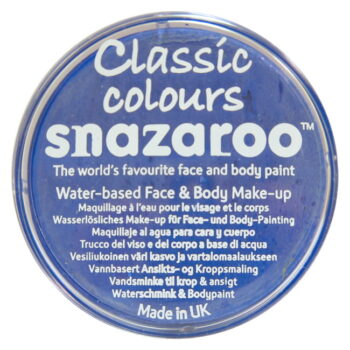 Classic
colours
snazaroo™
The world's favourite face and body paint
Water-based Face & Body Make-up
Maquillage à l'eau pour le visage et le corps
Wasserlösliches Make-up für Face- und Body-Painting
Maquillaje al agua para cara y cuerpo
Trucco del viso e del corpo a base di acqua
Vesiliukoinen väri kasvo ja vartalomaalaukseen
Vannbasert Ansikts- og Kroppsmaling
Vandsminke til krop & ansigt
Waterschmink & Bodypaint
Made in UK